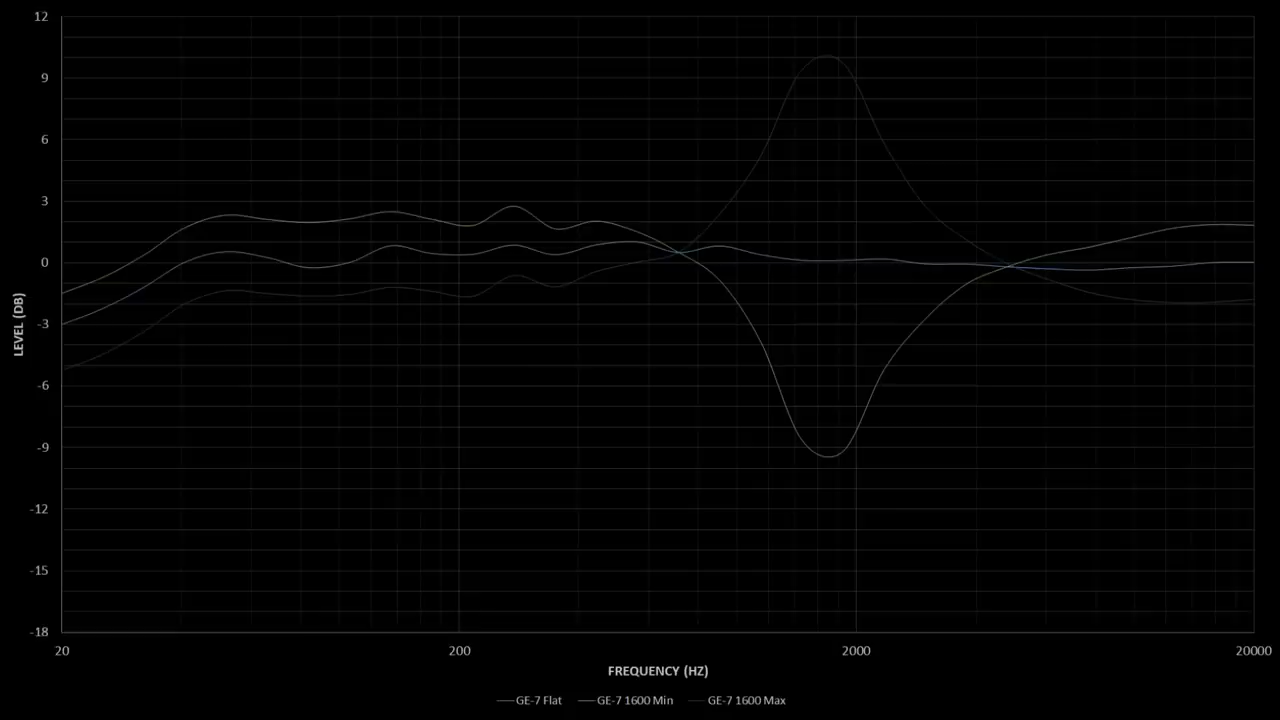 12
9
6
3
0
-3
-6
-9
-12
-15
-18
LEVEL (DB)
20 200 2000 20000
FREQUENCY (HZ)
GE-7 Flat GE-7 1600 Min GE-7 1600 Max